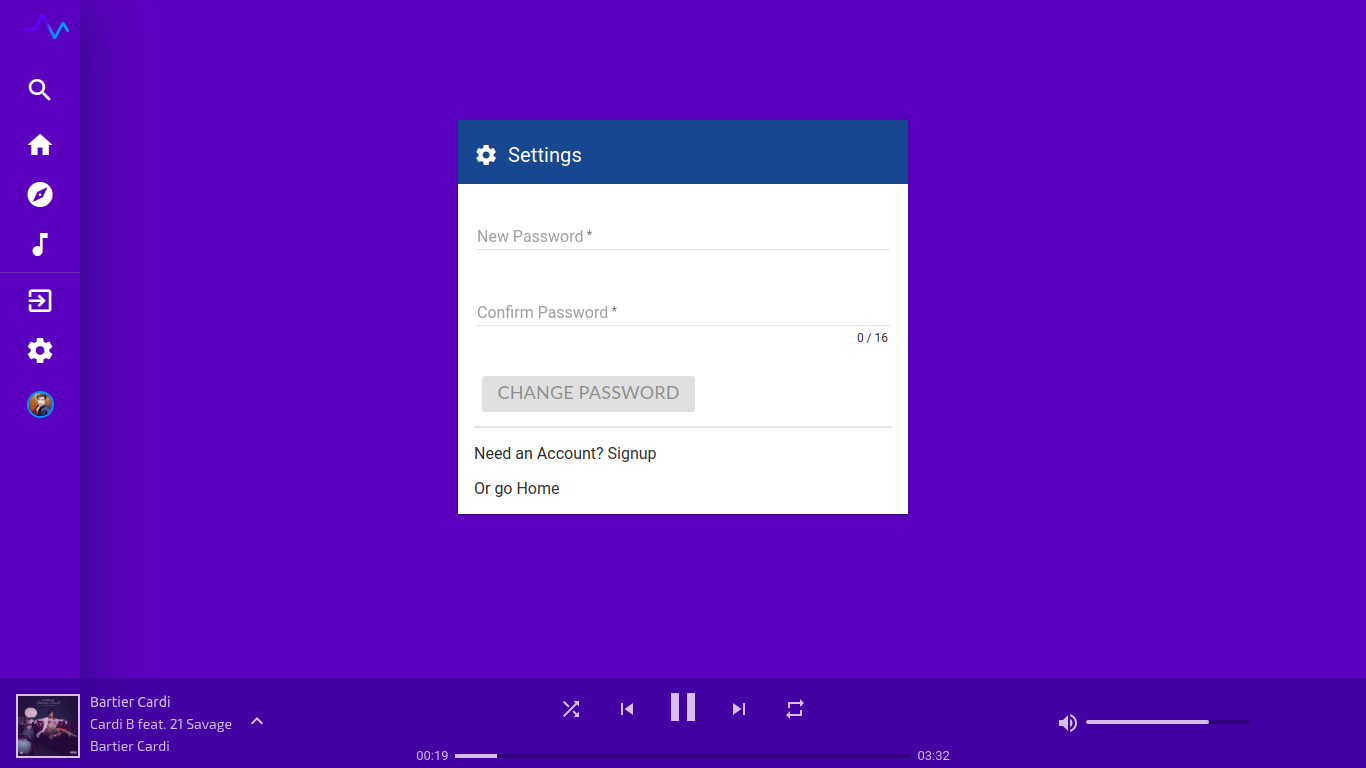 Settings
New Password *
Confirm Password *
0 / 16
CHANGE PASSWORD
Need an Account? Signup
Or go Home
Bartier Cardi
Cardi B feat. 21 Savage
Bartier Cardi
00:19
03:32